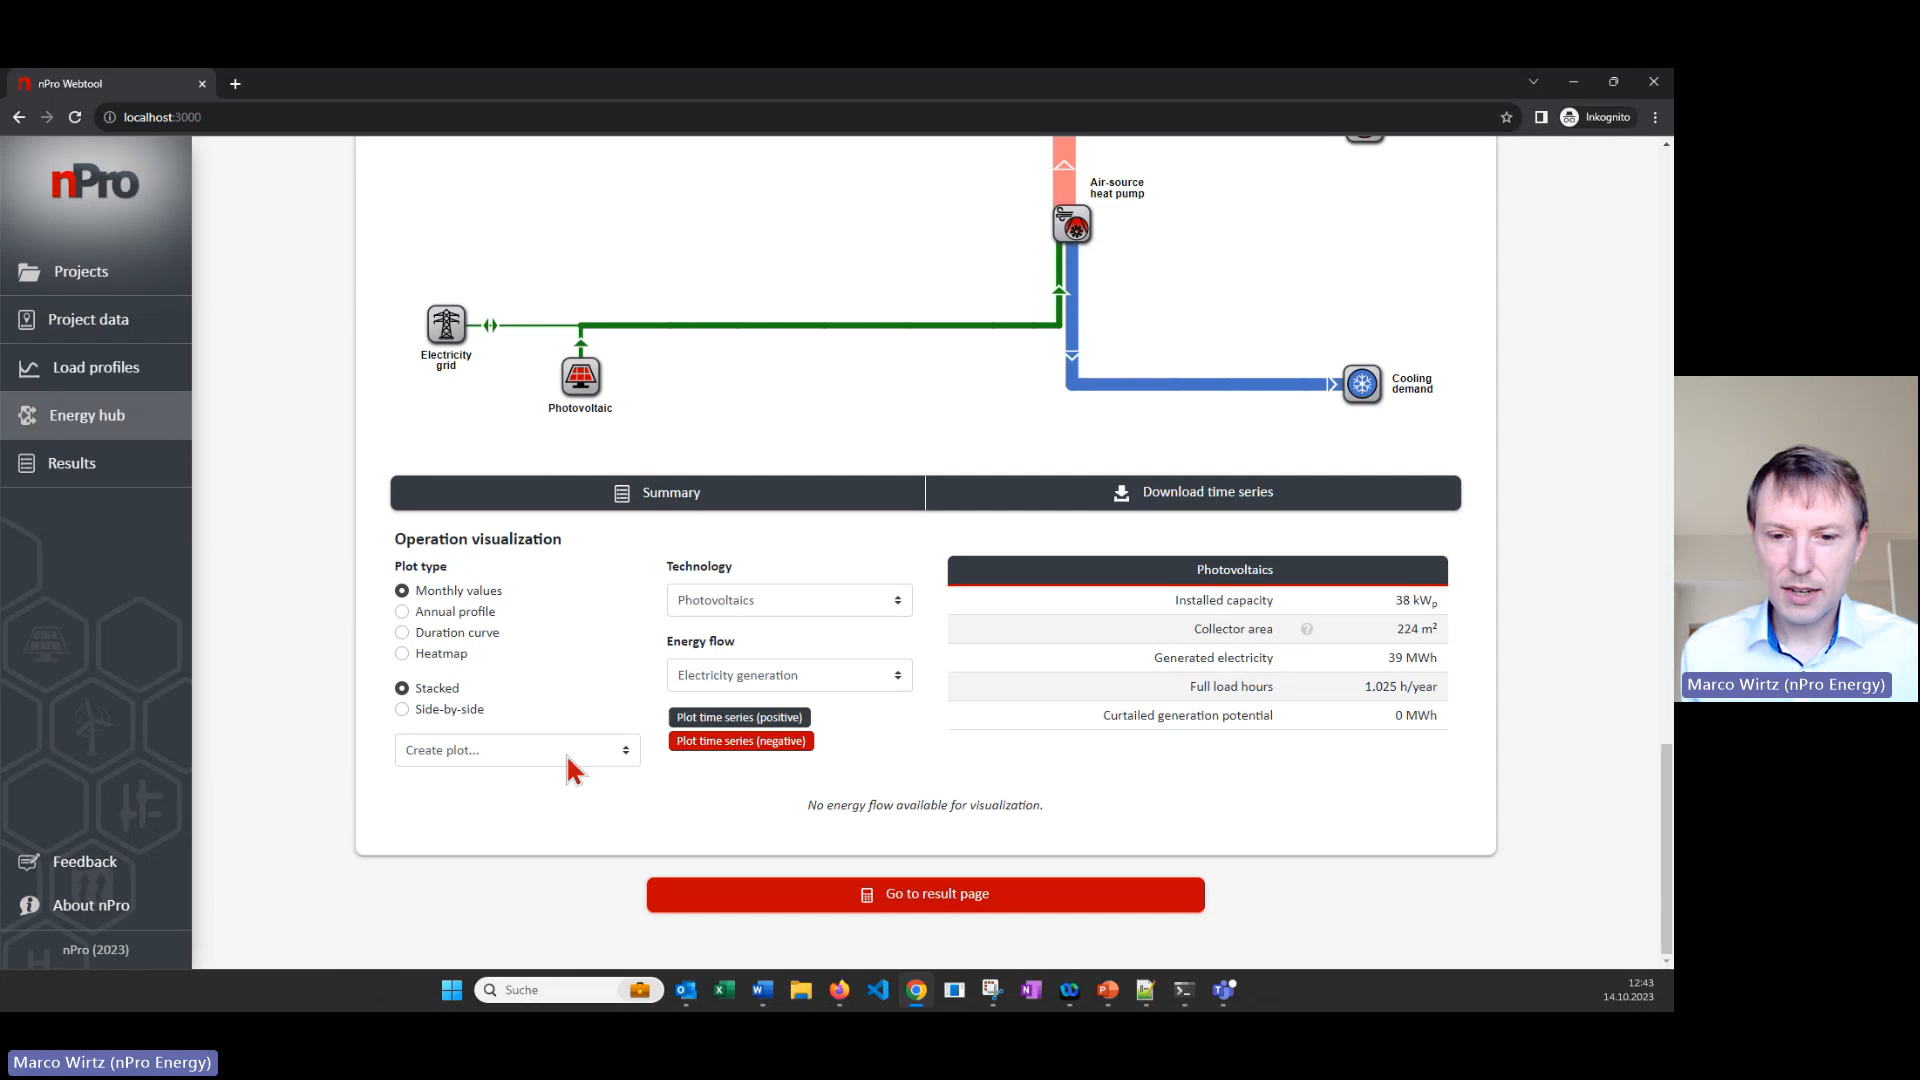 nPro Webtool
localhost:3000
Inkognito
nPro
Projects
Project data
Load profiles
Energy hub
Results
Feedback
About nPro
nPro (2023)
Air-source
heat pump
Electricity
grid
Photovoltaic
Cooling
demand
Summary
Download time series
Operation visualization
Plot type
Monthly values
Annual profile
Duration curve
Heatmap
Stacked
Side-by-side
Create plot...
Technology
Photovoltaics
Energy flow
Electricity generation
Plot time series (positive)
Plot time series (negative)
Photovoltaics
Installed capacity 38 kWp
Collector area ? 224 m²
Generated electricity 39 MWh
Full load hours 1.025 h/year
Curtailed generation potential 0 MWh
No energy flow available for visualization.
Go to result page
Marco Wirtz (nPro Energy)
Suche
12:43
14.10.2023
Marco Wirtz (nPro Energy)